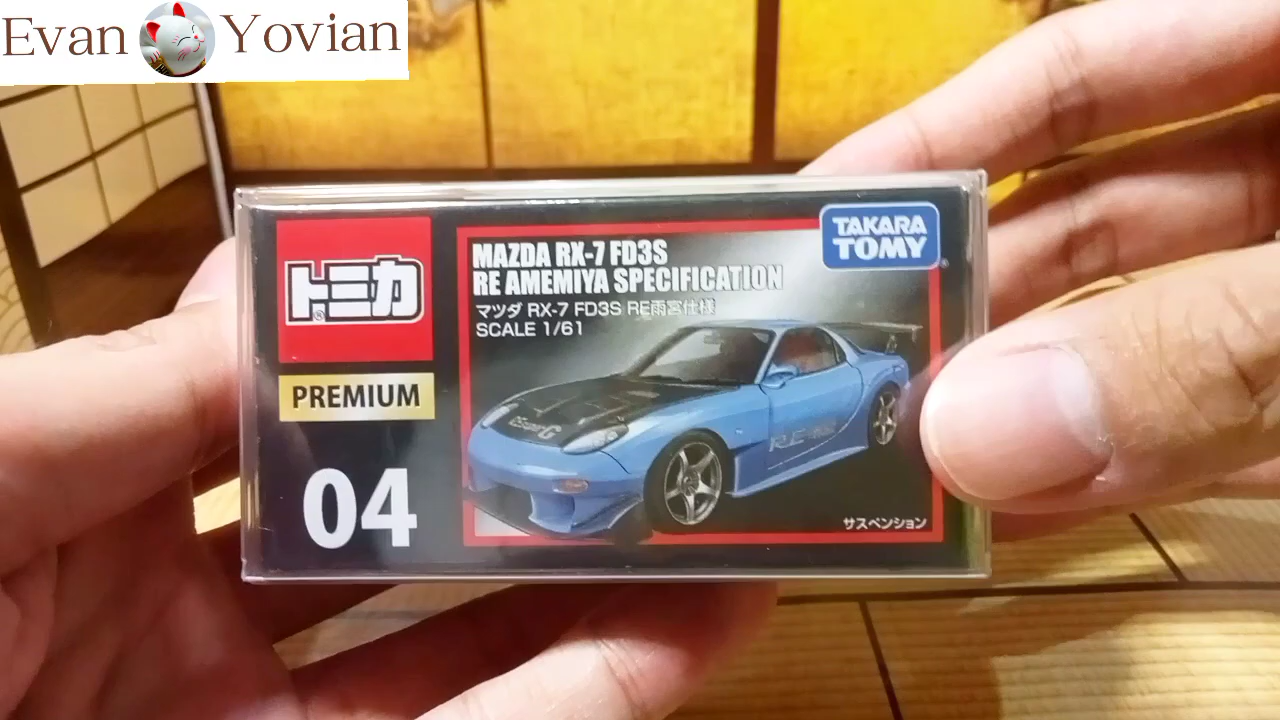 Evan Yovian
トミカ
PREMIUM
04
MAZDA RX-7 FD3S
RE AMEMIYA SPECIFICATION
マツダ RX-7 FD3S RE雨宮仕様
SCALE 1/61
TAKARA
TOMY
サスペンション